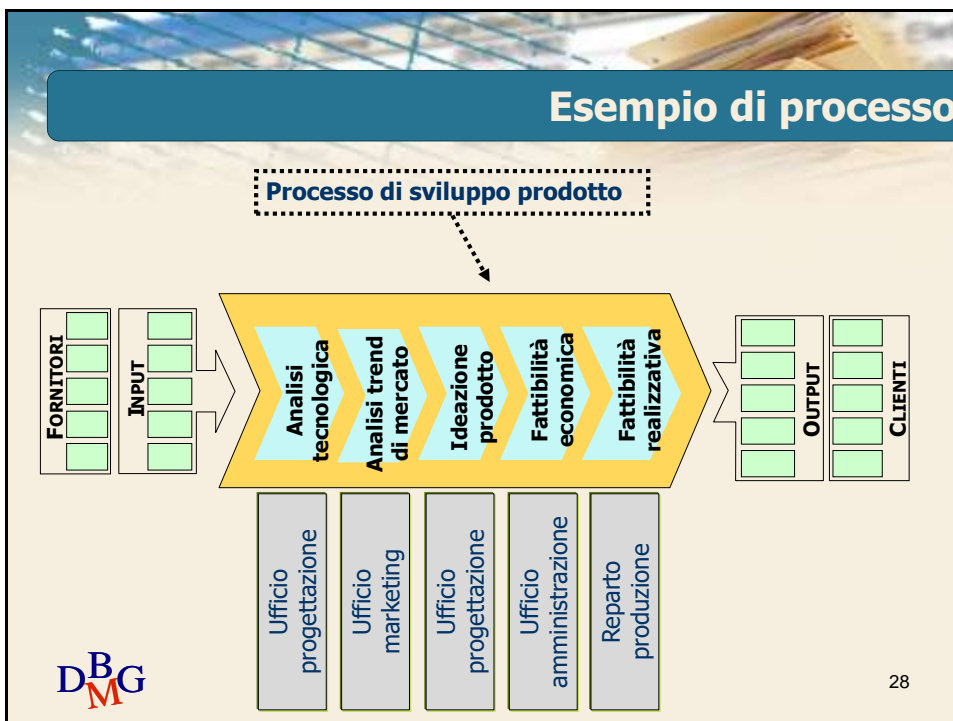 Esempio di processo
Processo di sviluppo prodotto
FORNITORI
INPUT
Analisi
tecnologica
Analisi trend
di mercato
Ideazione
prodotto
Fattibilità
economica
Fattibilità
realizzativa
OUTPUT
CLIENTI
Ufficio
progettazione
Ufficio
marketing
Ufficio
progettazione
Ufficio
amministrazione
Reparto
produzione
DBMG
28